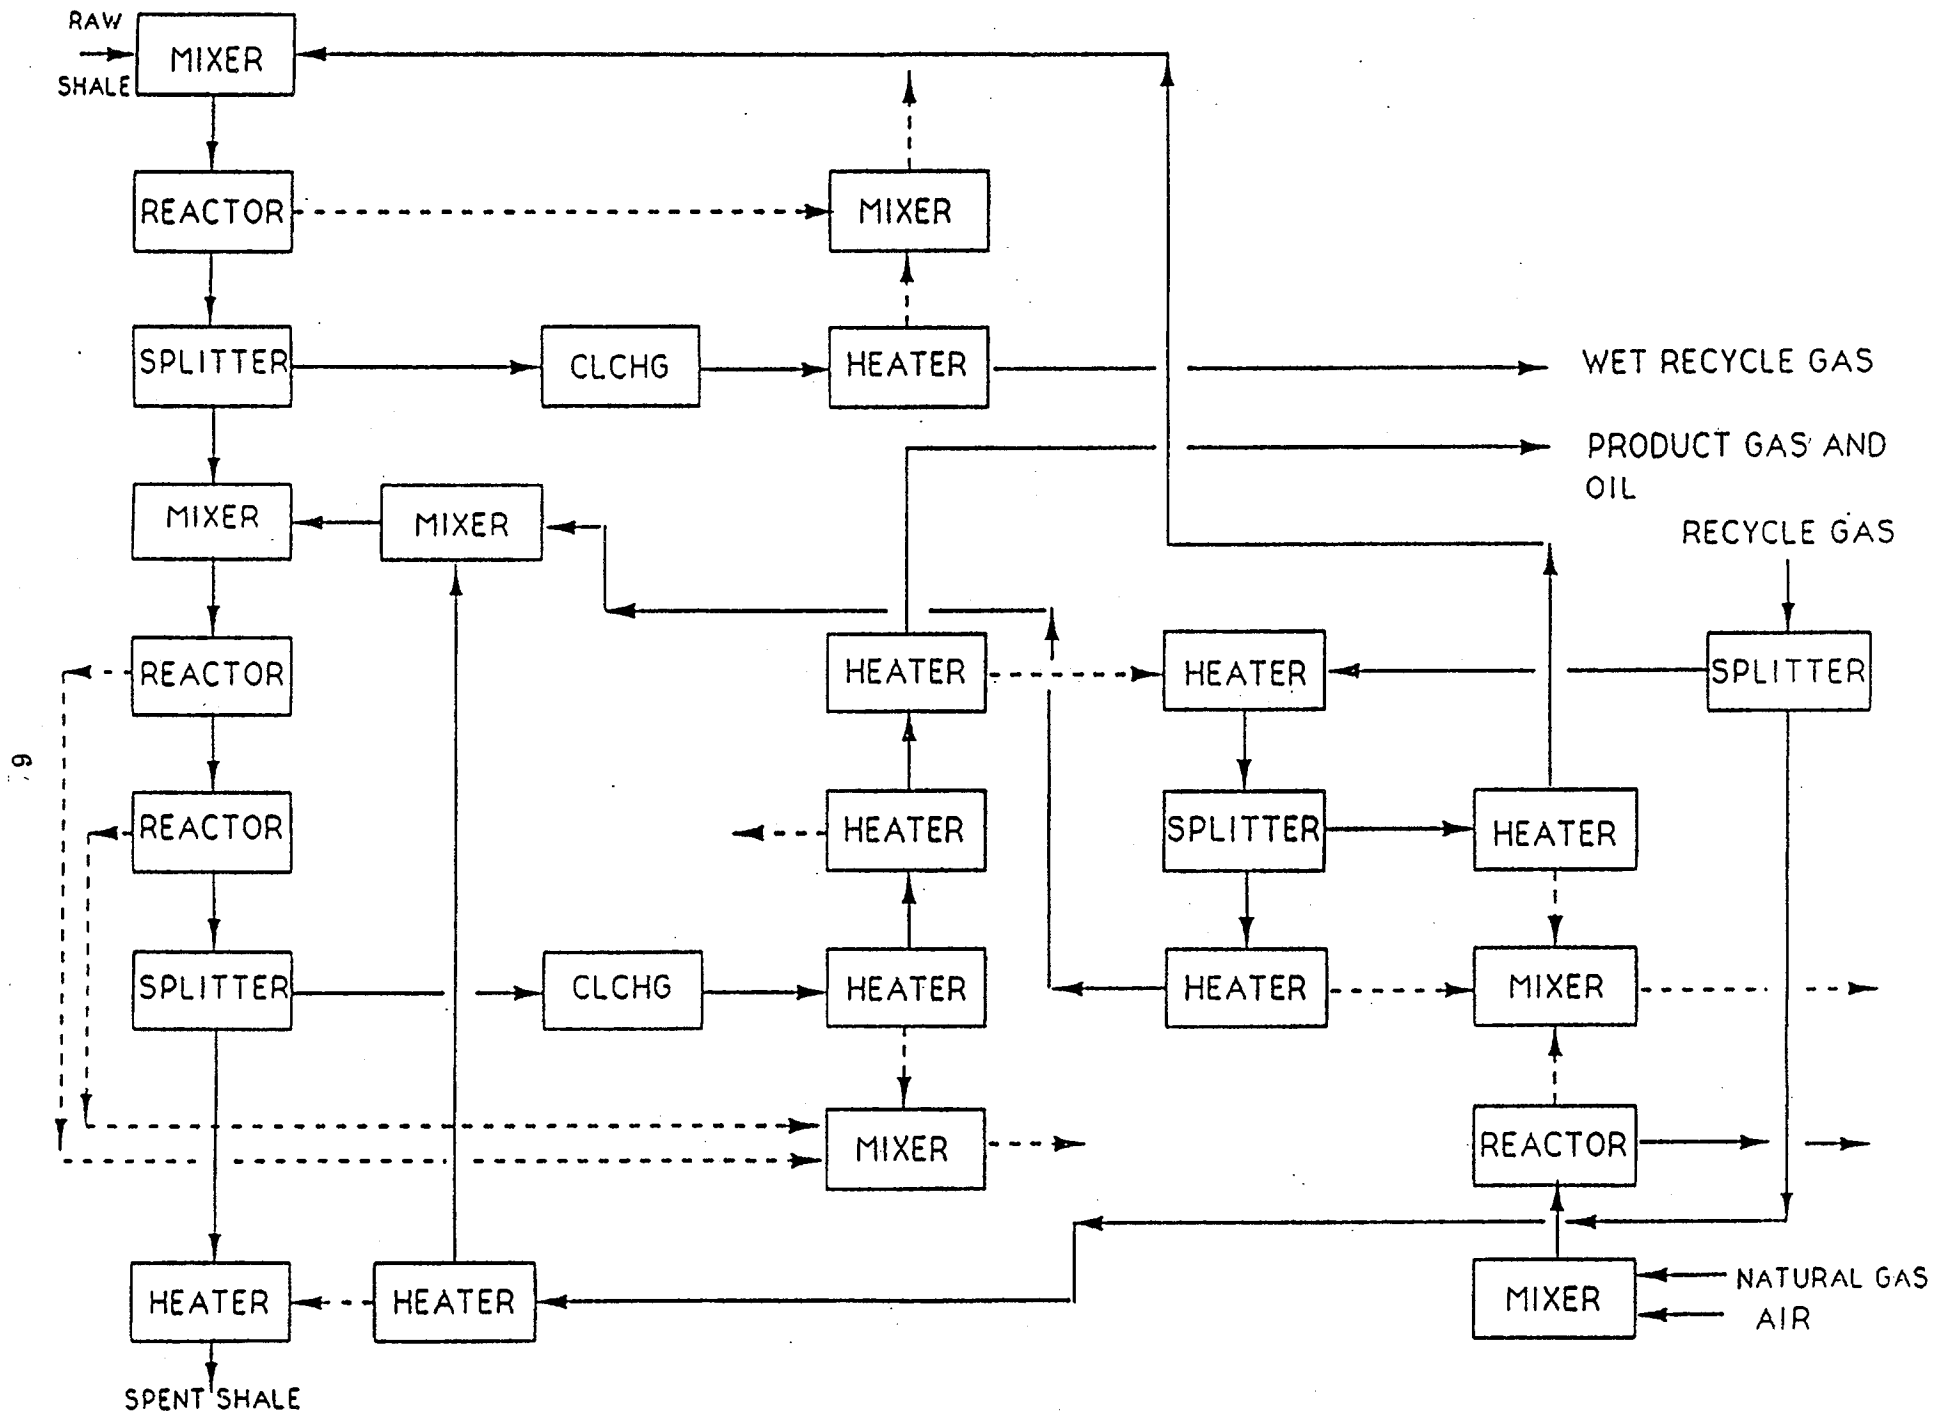 RAW
SHALE
MIXER
REACTOR
MIXER
SPLITTER
CLCHG
HEATER
WET RECYCLE GAS
PRODUCT GAS AND
OIL
MIXER
MIXER
RECYCLE GAS
REACTOR
HEATER
HEATER
SPLITTER
REACTOR
HEATER
SPLITTER
HEATER
SPLITTER
CLCHG
HEATER
HEATER
MIXER
MIXER
REACTOR
HEATER
HEATER
MIXER
NATURAL GAS
AIR
SPENT SHALE
9